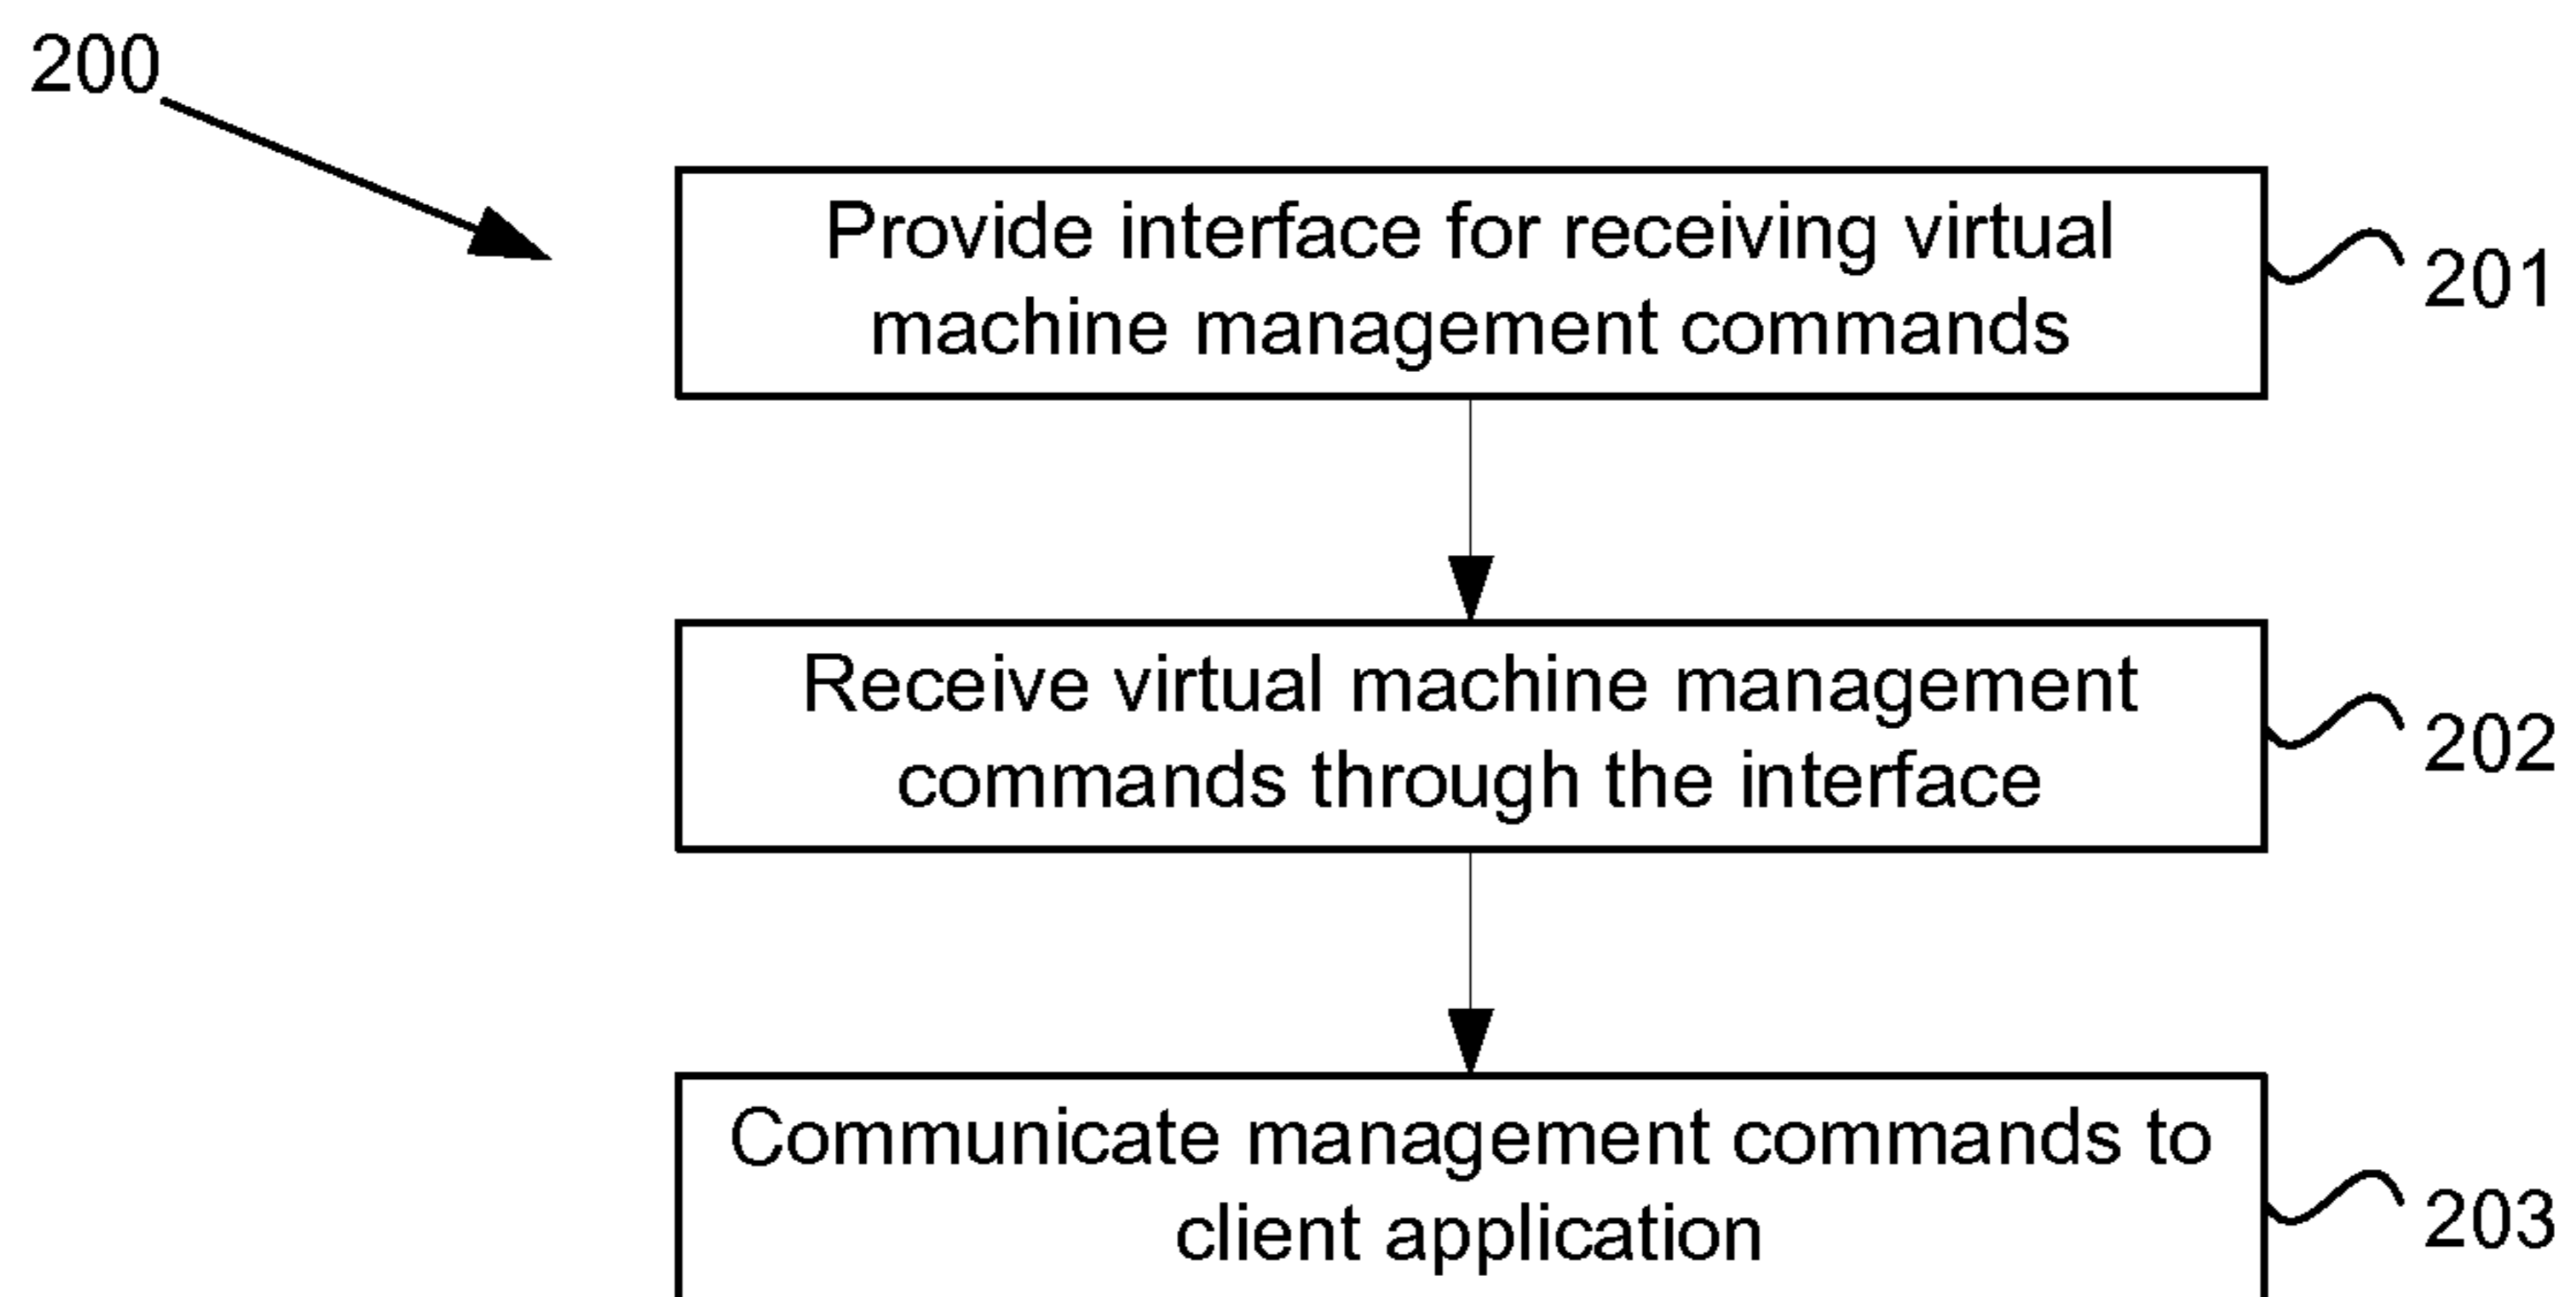 200
Provide interface for receiving virtual
machine management commands
201
Receive virtual machine management
commands through the interface
202
Communicate management commands to
client application
203